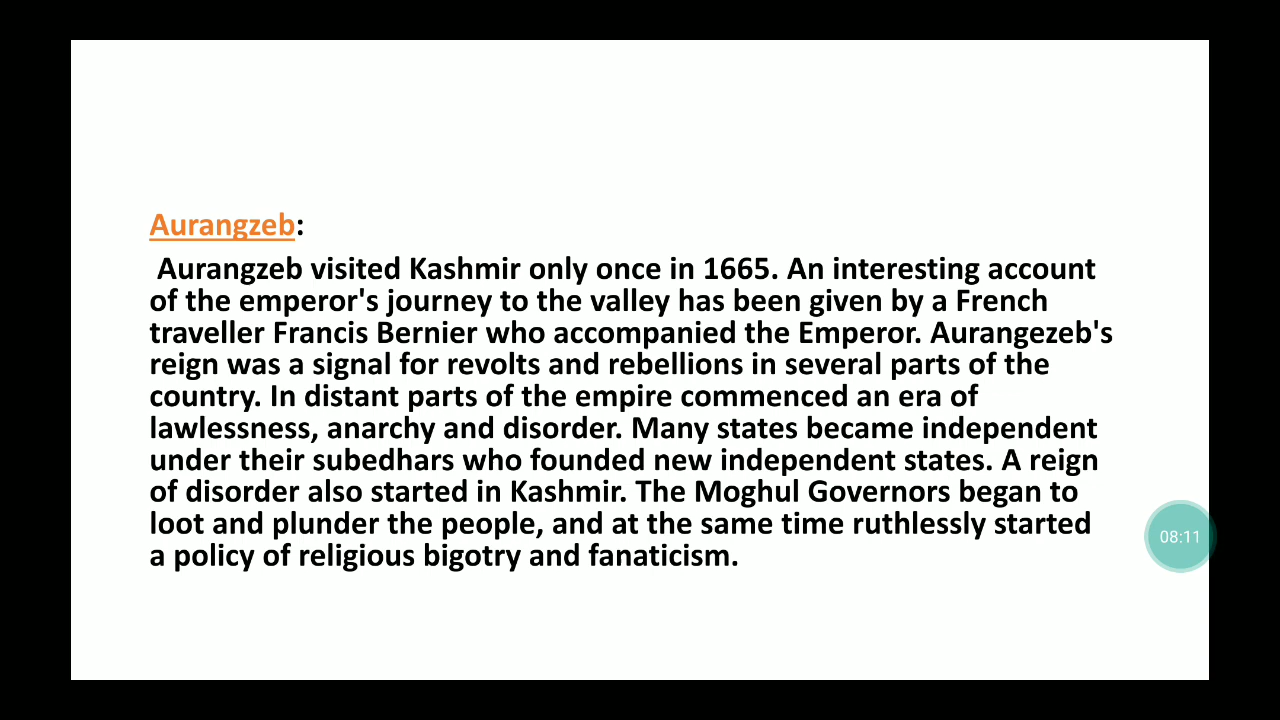 Aurangzeb:
Aurangzeb visited Kashmir only once in 1665. An interesting account
of the emperor's journey to the valley has been given by a French
traveller Francis Bernier who accompanied the Emperor. Aurangezeb's
reign was a signal for revolts and rebellions in several parts of the
country. In distant parts of the empire commenced an era of
lawlessness, anarchy and disorder. Many states became independent
under their subedhars who founded new independent states. A reign
of disorder also started in Kashmir. The Moghul Governors began to
loot and plunder the people, and at the same time ruthlessly started
a policy of religious bigotry and fanaticism.
08:11